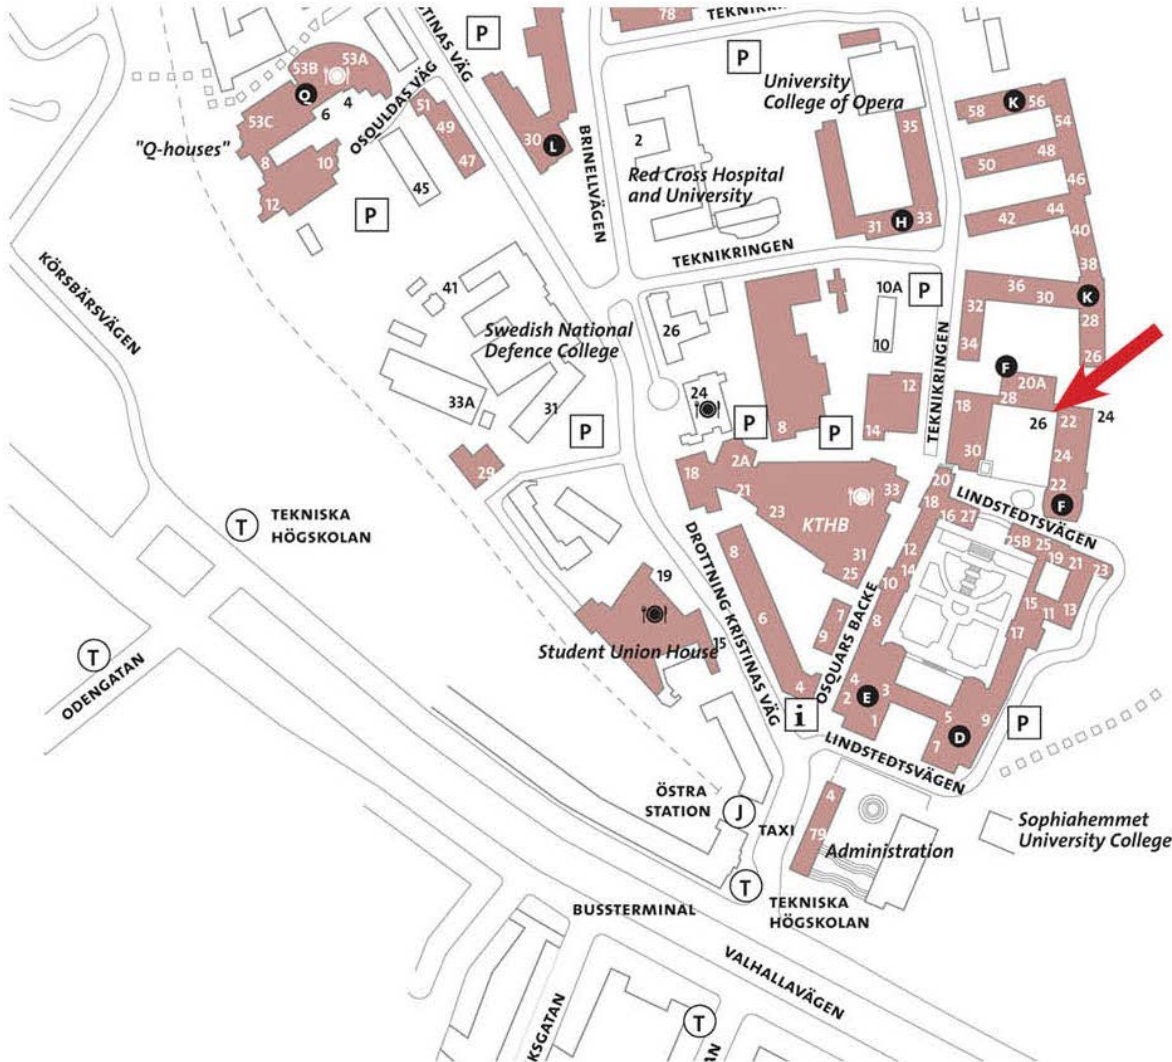 TINAS VÄG
P
78
TEKNIKRINGEN
P
University
College of Opera
53B
53A
Q
53C
6
4
OSQULDAS VÄG
51
49
47
"Q-houses"
8
10
12
45
P
30
L
BRINELLVÄGEN
2
Red Cross Hospital
and University
35
31
H
33
58
K
56
54
50
48
46
42
44
40
38
TEKNIKRINGEN
KÖRSBÄRSVÄGEN
41
Swedish National
Defence College
33A
31
P
29
26
24
P
8
P
10A
10
P
12
14
TEKNIKRINGEN
36
30
K
32
34
28
26
F
20A
28
18
26
22
24
30
24
22
F
LINDSTEDTSVÄGEN
T
TEKNISKA
HÖGSKOLAN
18
2A
21
23
KTHB
33
31
25
20
18
16
27
25B
25
19
21
23
12
14
10
8
15
11
13
17
DROTTNING KRISTINAS VÄG
8
6
4
7
9
OSQUARS BACKE
19
Student Union House
15
T
ODENGATAN
i
4
2
E
3
1
5
7
D
9
P
LINDSTEDTSVÄGEN
ÖSTRA
STATION
J
TAXI
4
79
Administration
Sophiahemmet
University College
T
TEKNISKA
HÖGSKOLAN
BUSSTERMINAL
VALHALLAVÄGEN
KSGATAN
T
AN